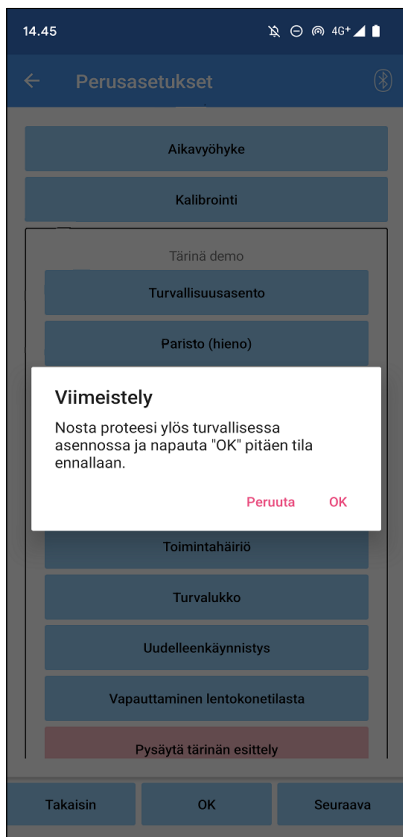 14.45
4G+
Perusasetukset
Aikavyöhyke
Kalibrointi
Tärinä demo
Turvallisuusasento
Paristo (hieno)
Viimeistely
Nosta proteesi ylös turvallisessa
asennossa ja napauta "OK" pitäen tila
ennallaan.
Peruuta OK
Toimintahäiriö
Turvalukko
Uudelleenkäynnistys
Vapauttaminen lentokonetilasta
Pysäytä tärinän esittely
Takaisin OK Seuraava